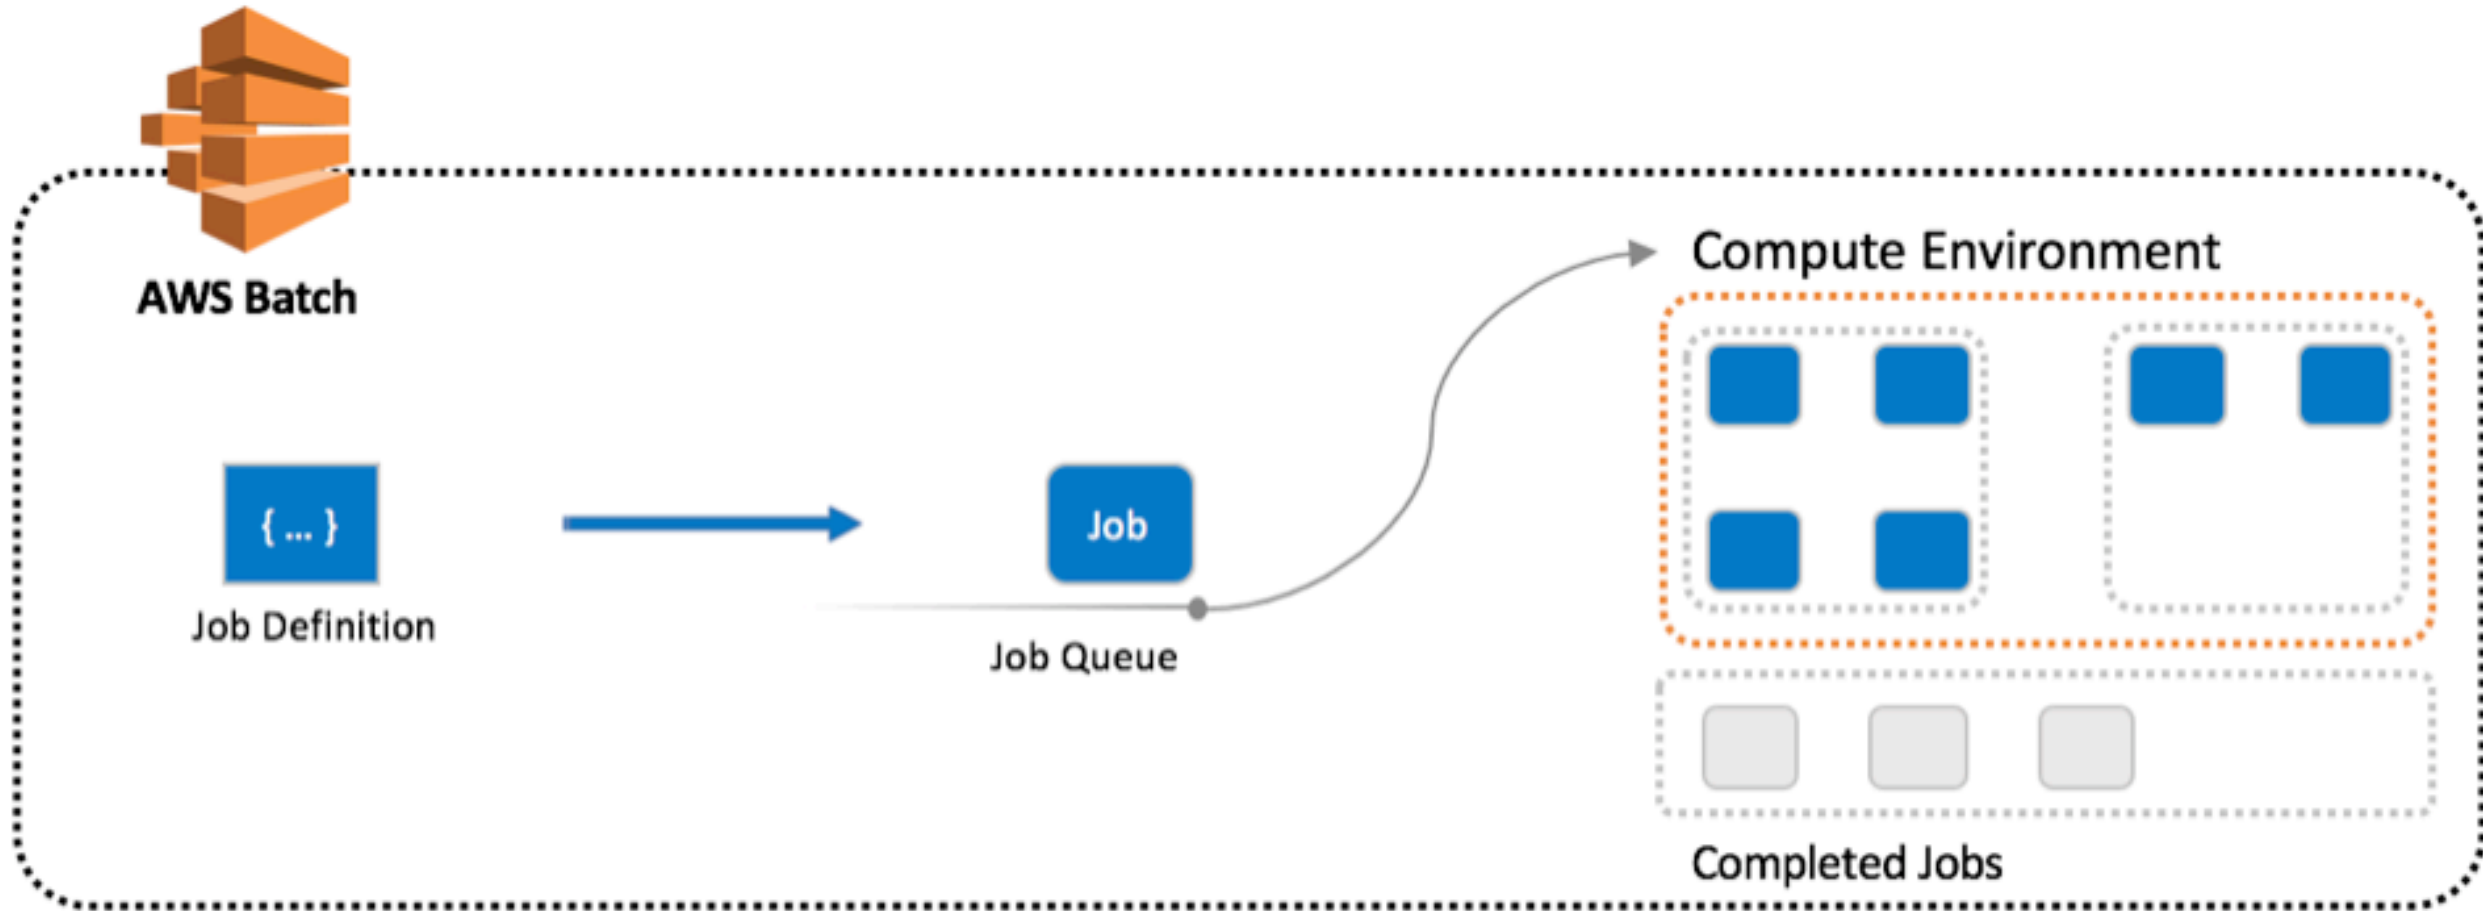 AWS Batch
Compute Environment
{ ... }
Job
Job Definition
Job Queue
Completed Jobs